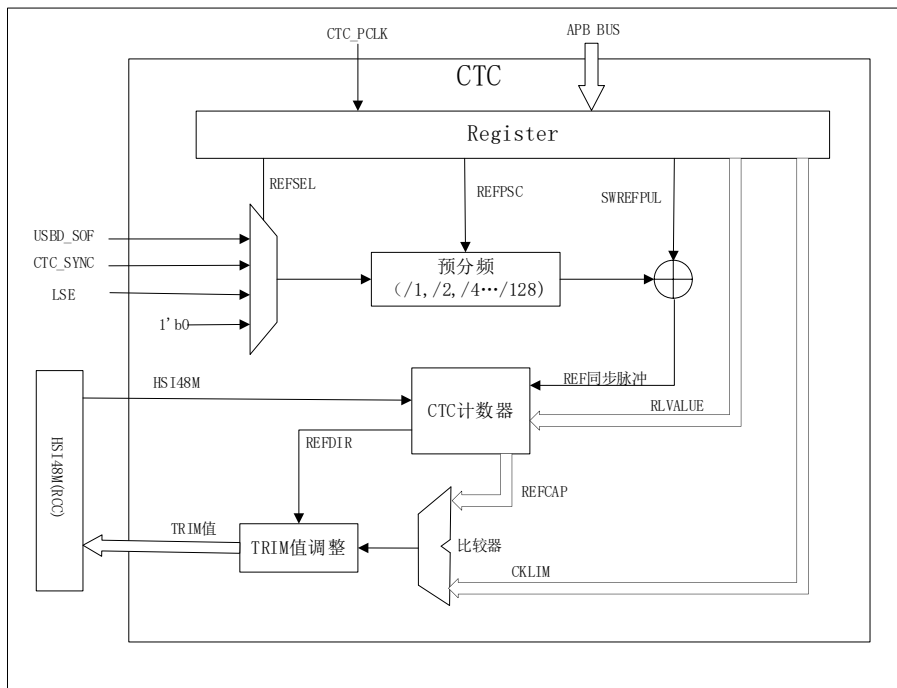 CTC_PCLK
APB BUS
CTC
Register
REFSEL
REFPSC
SWREFPUL
USBD_SOF
CTC_SYNC
LSE
1'b0
预分频
(/1,/2,/4…/128)
HSI48M
REF同步脉冲
CTC计数器
RLVALUE
REFDIR
REFCAP
HSI48M(RCC)
TRIM值
TRIM值调整
比较器
CKLIM